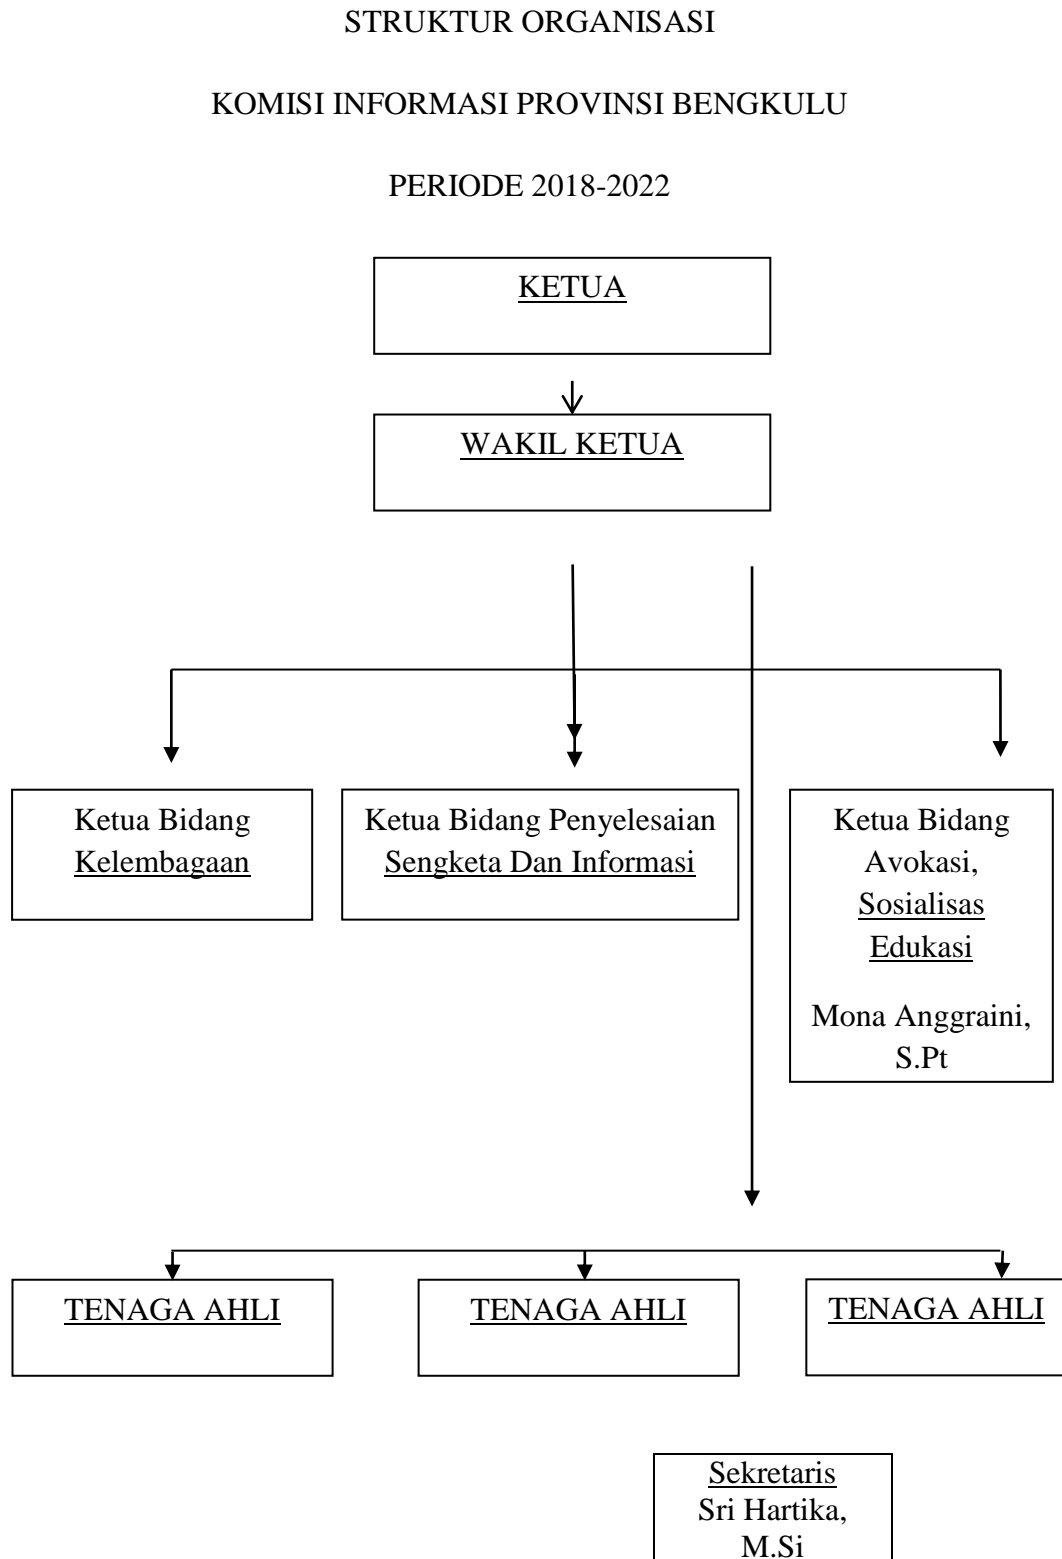 STRUKTUR ORGANISASI
KOMISI INFORMASI PROVINSI BENGKULU
PERIODE 2018-2022
KETUA
WAKIL KETUA
Ketua Bidang
Kelembagaan
Ketua Bidang Penyelesaian
Sengketa Dan Informasi
Ketua Bidang
Avokasi,
Sosialisas
Edukasi
Mona Anggraini,
S.Pt
TENAGA AHLI
TENAGA AHLI
TENAGA AHLI
Sekretaris
Sri Hartika,
M.Si